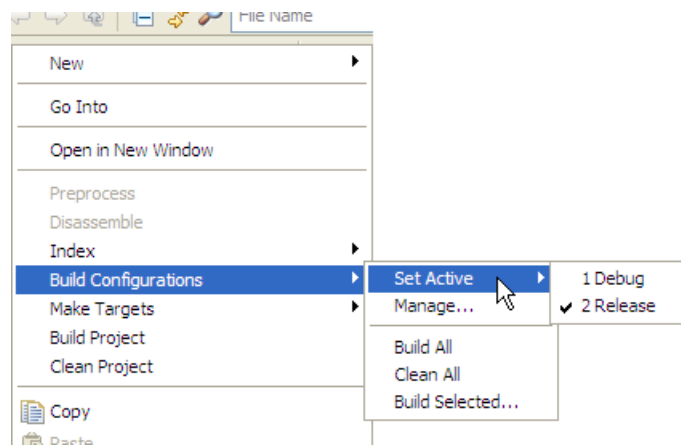 File Name
New
Go Into
Open in New Window
Preprocess
Disassemble
Index
Build Configurations
Make Targets
Build Project
Clean Project
Copy
Paste
Set Active
Manage...
Build All
Clean All
Build Selected...
1 Debug
2 Release